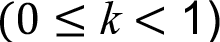 (0 ≤ k < 1)